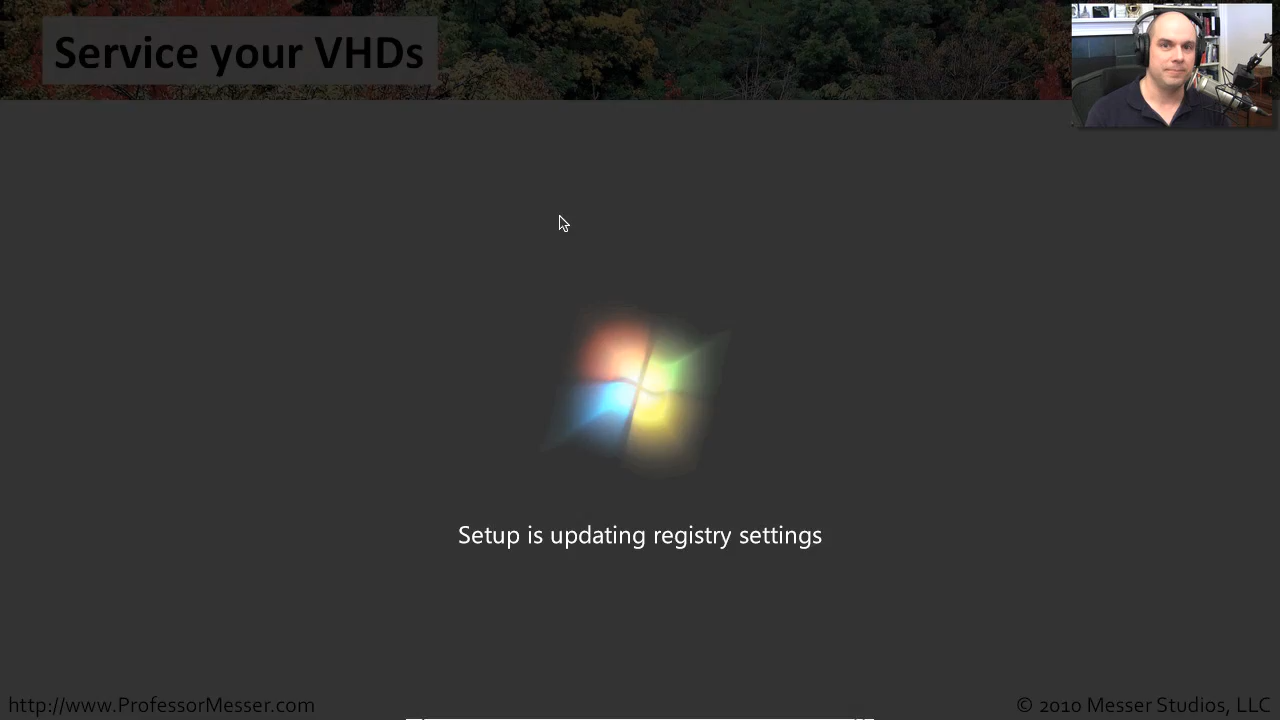 Service your VHDs
Setup is updating registry settings
http://www.ProfessorMesser.com
© 2010 Messer Studios, LLC